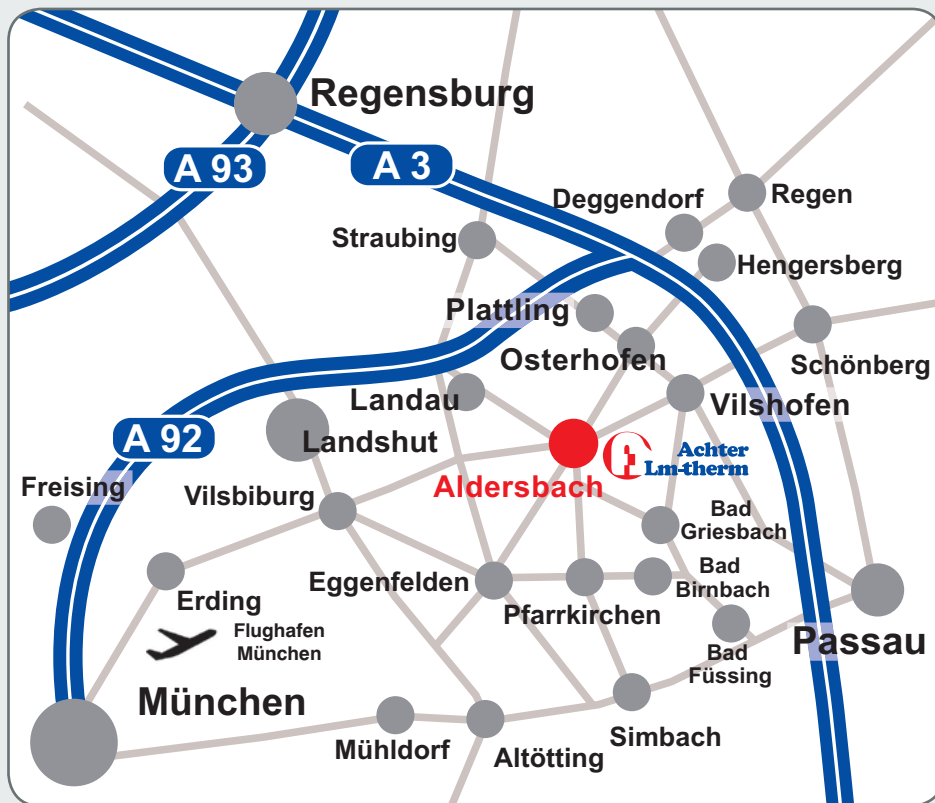 Regensburg
A 93
A 3
Deggendorf
Regen
Straubing
Hengersberg
Plattling
Osterhofen
Schönberg
Landau
Vilshofen
Landshut
A 92
Achter
Lm-therm
Freising
Vilsbiburg
Aldersbach
Bad
Griesbach
Eggenfelden
Bad
Birnbach
Erding
Pfarrkirchen
Flughafen
München
Passau
Bad
Füssing
München
Mühldorf
Altötting
Simbach